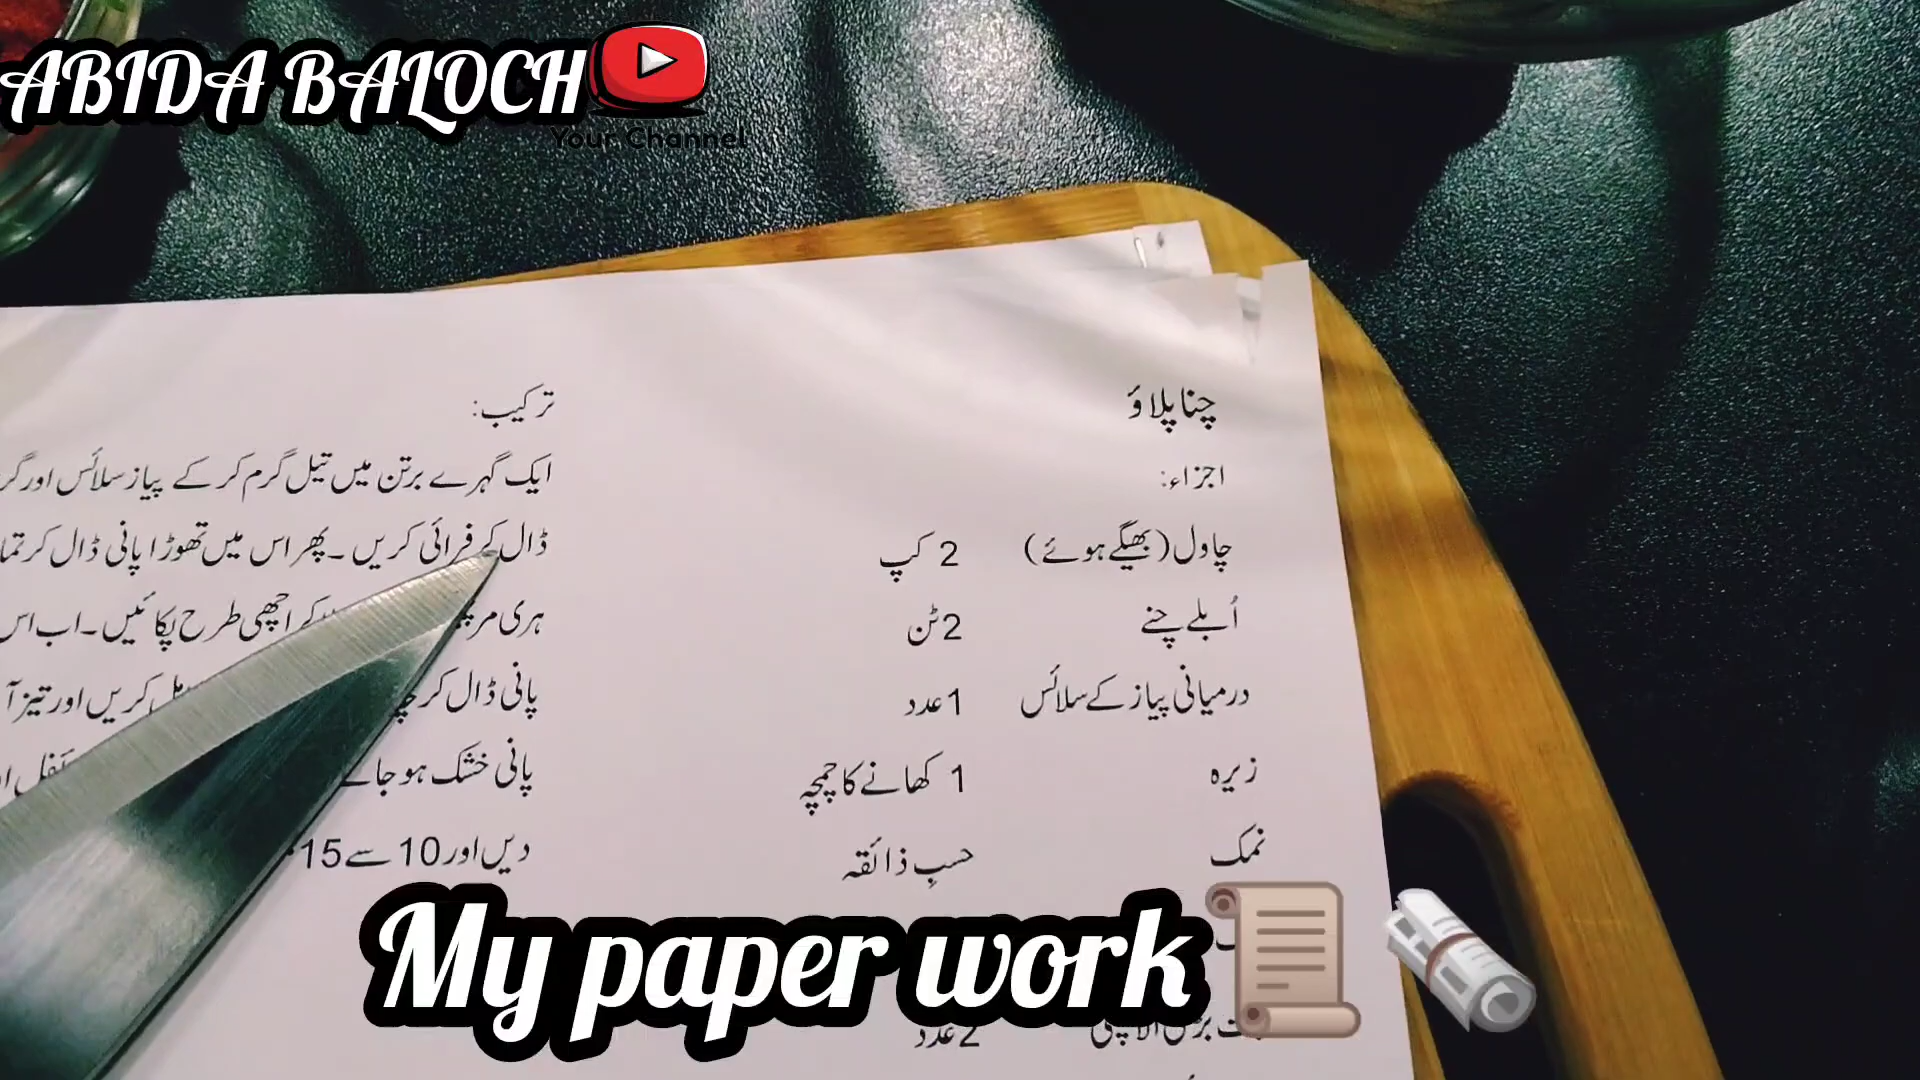 ABIDA BALOCH
Your Channel
چنا پلاؤ
اجزاء:
چاول (بھیگے ہوئے) 2 کپ
اُبلے چنے 2 ٹن
درمیانی پیاز کے سلائس 1 عدد
زیرہ 1 کھانے کا چمچہ
نمک حسبِ ذائقہ
بڑی الائچی 2 عدد
ترکیب:
ایک گہرے برتن میں تیل گرم کر کے پیاز سلائس اور
ڈال کر فرائی کریں ۔ پھر اس میں تھوڑا پانی ڈال کر
ہری کر اچھی طرح پکائیں ۔ اب اس
پانی ڈال کر کریں اور تیز
پانی خشک ہو جائے
دیں اور 10 سے 15
My paper work